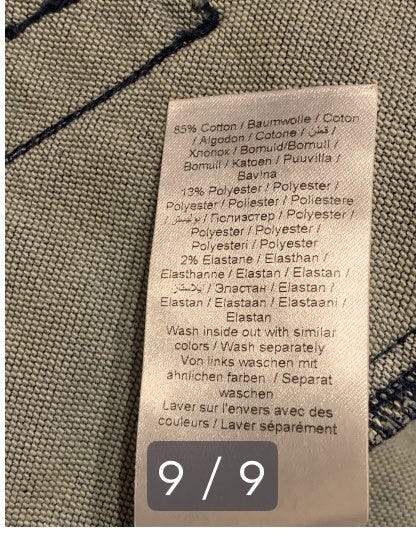 85% Cotton / Baumwolle / Coton
/ Algodon / Cotone / قطن /
Хлопок / Bomuld/Bomull /
Bomull / Katoen / Puuvilla /
Bavlna
13% Polyester / Polyester /
Polyester / Poliester / Poliestere
/ بوليستر / Полиэстер / Polyester /
Polyester / Polyester /
Polyesteri / Polyester
2% Elastane / Elasthan /
Elasthanne / Elastan / Elastan /
/ إيلاستان / Эластан / Elastan /
Elastan / Elastaan / Elastaani /
Elastan
Wash inside out with similar
colors / Wash separately
Von links waschen mit
ähnlichen farben / Separat
waschen
Laver sur l'envers avec des
couleurs / Laver séparément
9 / 9